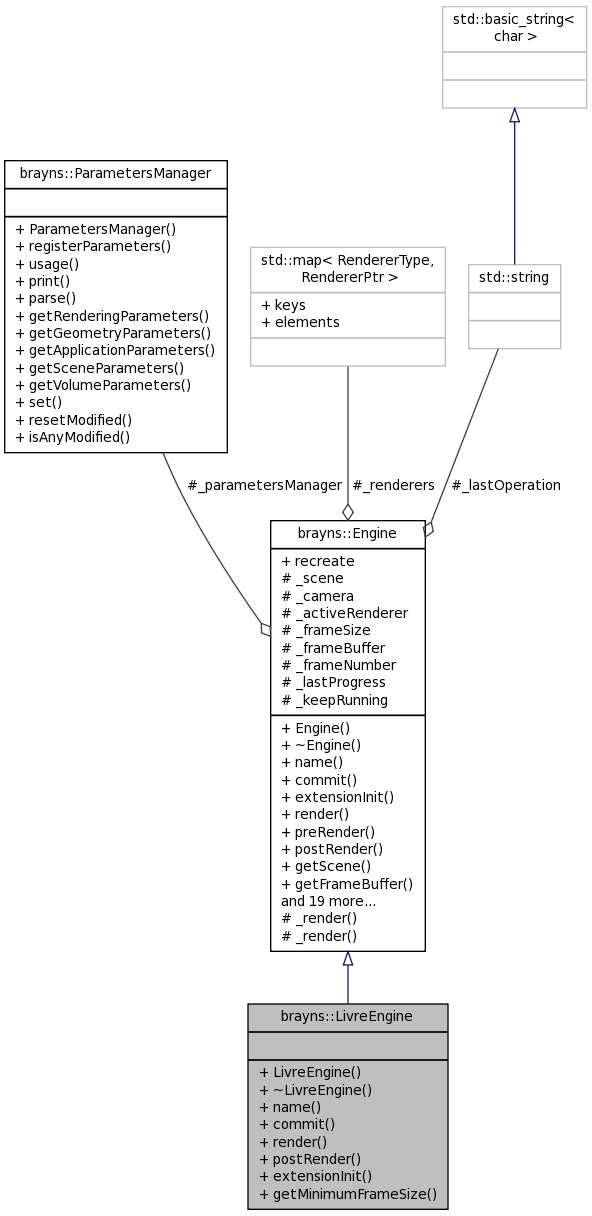 std::basic_string<
char >
brayns::ParametersManager
+ ParametersManager()
+ registerParameters()
+ usage()
+ print()
+ parse()
+ getRenderingParameters()
+ getGeometryParameters()
+ getApplicationParameters()
+ getSceneParameters()
+ getVolumeParameters()
+ set()
+ resetModified()
+ isAnyModified()
std::map< RendererType,
RendererPtr >
+ keys
+ elements
std::string
#_parametersManager
#_renderers
#_lastOperation
brayns::Engine
+ recreate
# _scene
# _camera
# _activeRenderer
# _frameSize
# _frameBuffer
# _frameNumber
# _lastProgress
# _keepRunning
+ Engine()
+ ~Engine()
+ name()
+ commit()
+ extensionInit()
+ render()
+ preRender()
+ postRender()
+ getScene()
+ getFrameBuffer()
and 19 more...
# _render()
# _render()
brayns::LivreEngine
+ LivreEngine()
+ ~LivreEngine()
+ name()
+ commit()
+ render()
+ postRender()
+ extensionInit()
+ getMinimumFrameSize()